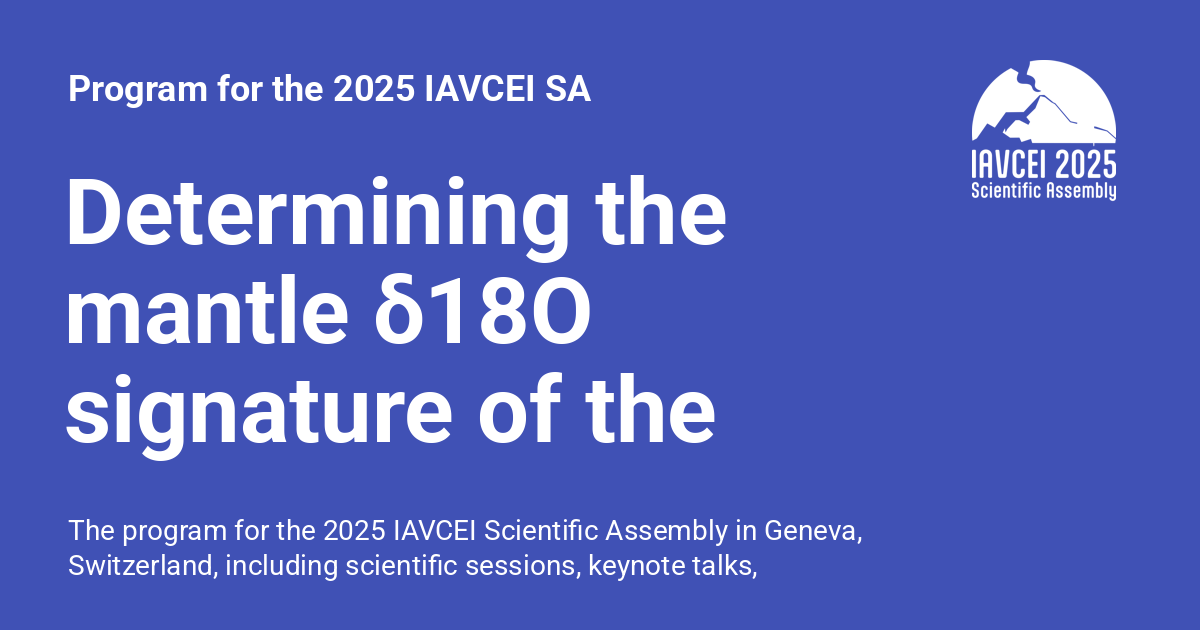 Program for the 2025 IAVCEI SA
IAVCEI 2025
Scientific Assembly
Determining the
mantle δ18O
signature of the
The program for the 2025 IAVCEI Scientific Assembly in Geneva,
Switzerland, including scientific sessions, keynote talks,